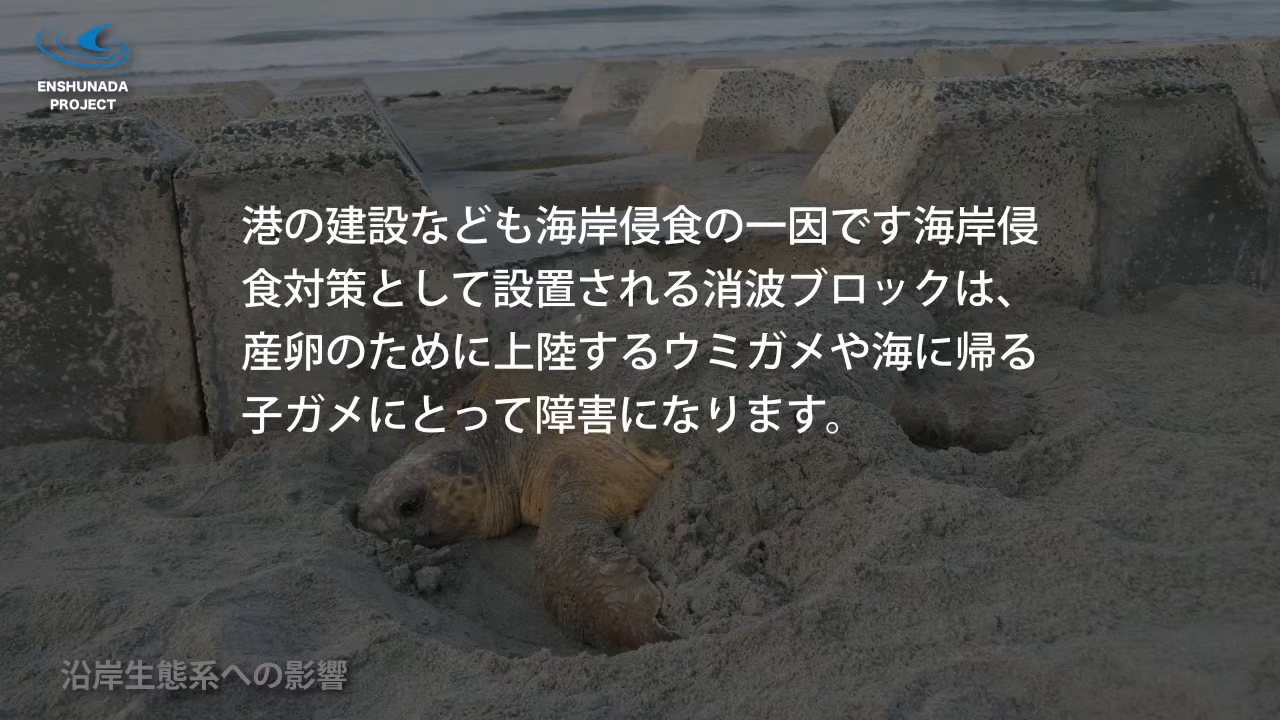 ENSHUNADA
PROJECT
港の建設なども海岸侵食の一因です海岸侵
食対策として設置される消波ブロックは、
産卵のために上陸するウミガメや海に帰る
子ガメにとって障害になります。
沿岸生態系への影響